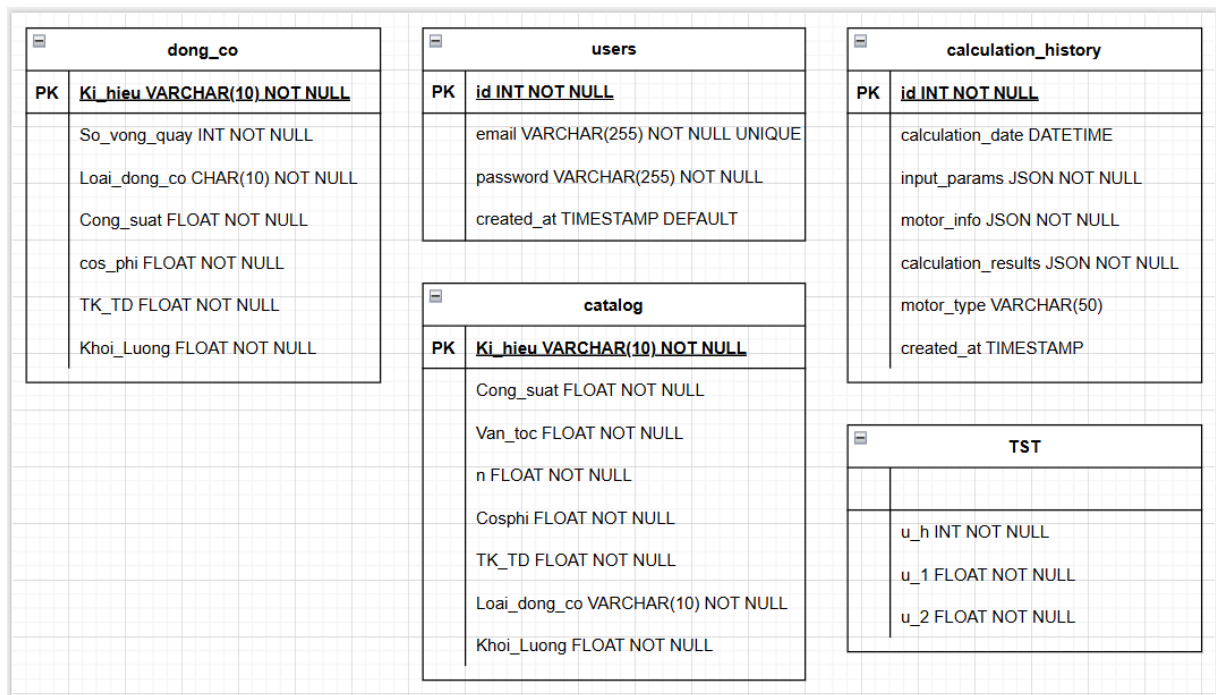 dong_co
PK Ki_hieu VARCHAR(10) NOT NULL
So_vong_quay INT NOT NULL
Loai_dong_co CHAR(10) NOT NULL
Cong_suat FLOAT NOT NULL
cos_phi FLOAT NOT NULL
TK_TD FLOAT NOT NULL
Khoi_Luong FLOAT NOT NULL
users
PK id INT NOT NULL
email VARCHAR(255) NOT NULL UNIQUE
password VARCHAR(255) NOT NULL
created_at TIMESTAMP DEFAULT
catalog
PK Ki_hieu VARCHAR(10) NOT NULL
Cong_suat FLOAT NOT NULL
Van_toc FLOAT NOT NULL
n FLOAT NOT NULL
Cosphi FLOAT NOT NULL
TK_TD FLOAT NOT NULL
Loai_dong_co VARCHAR(10) NOT NULL
Khoi_Luong FLOAT NOT NULL
calculation_history
PK id INT NOT NULL
calculation_date DATETIME
input_params JSON NOT NULL
motor_info JSON NOT NULL
calculation_results JSON NOT NULL
motor_type VARCHAR(50)
created_at TIMESTAMP
TST
u_h INT NOT NULL
u_1 FLOAT NOT NULL
u_2 FLOAT NOT NULL